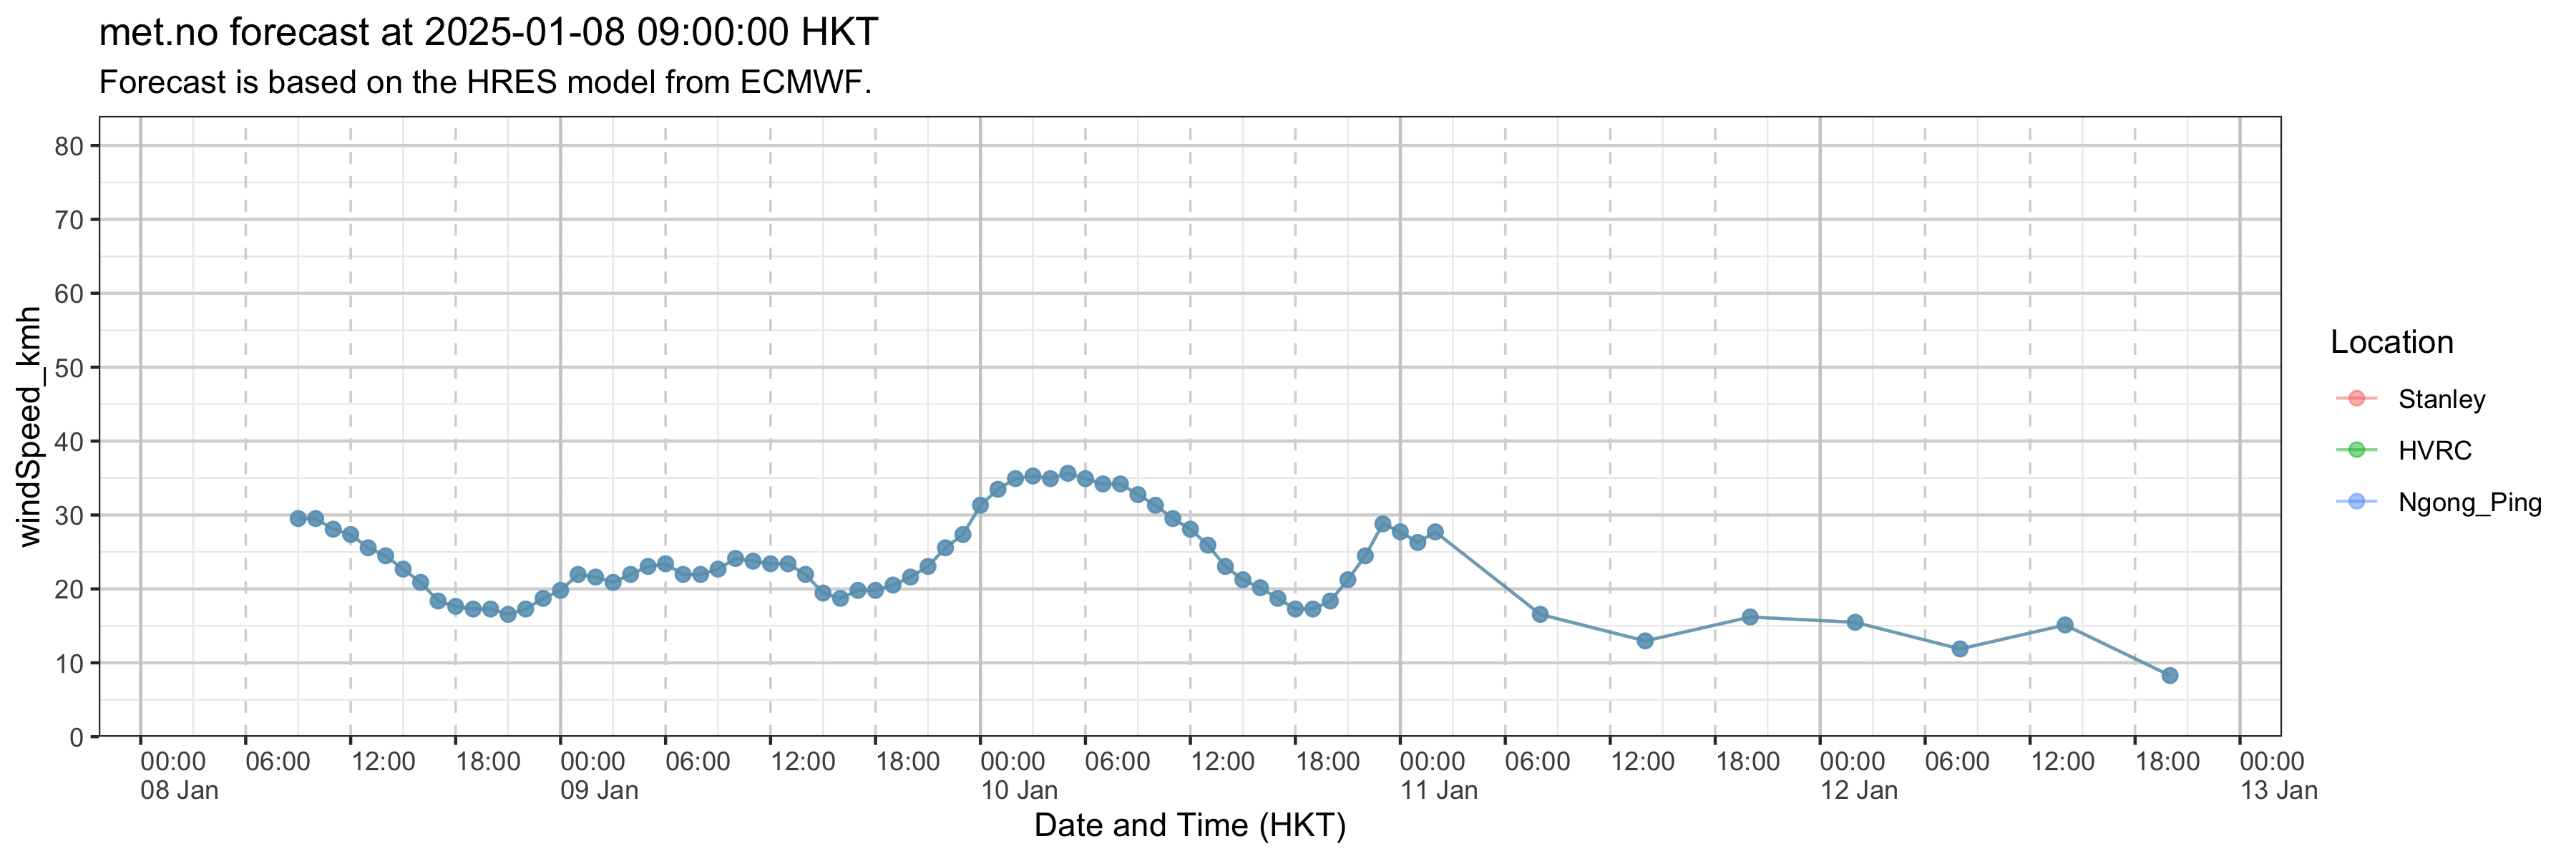 met.no forecast at 2025-01-08 09:00:00 HKT
Forecast is based on the HRES model from ECMWF.
windSpeed_kmh
80
70
60
50
40
30
20
10
0
00:00 06:00 12:00 18:00 00:00 06:00 12:00 18:00 00:00 06:00 12:00 18:00 00:00 06:00 12:00 18:00 00:00 06:00 12:00 18:00 00:00
08 Jan 09 Jan 10 Jan 11 Jan 12 Jan 13 Jan
Date and Time (HKT)
Location
Stanley
HVRC
Ngong_Ping